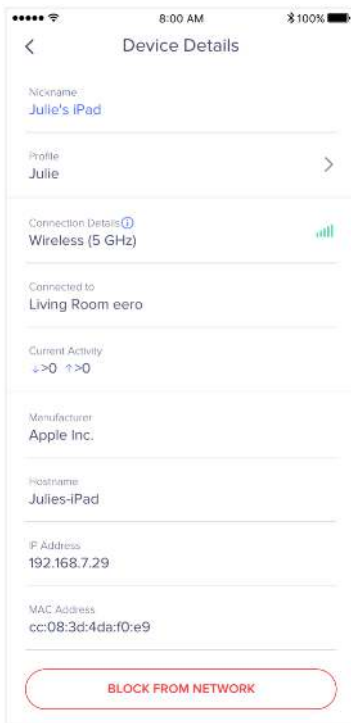 8:00 AM
100%
Device Details
Nickname
Julie's iPad
Profile
Julie
Connection Details
Wireless (5 GHz)
Connected to
Living Room eero
Current Activity
↓>0 ↑>0
Manufacturer
Apple Inc.
Hostname
Julies-iPad
IP Address
192.168.7.29
MAC Address
cc:08:3d:4da:f0:e9
BLOCK FROM NETWORK